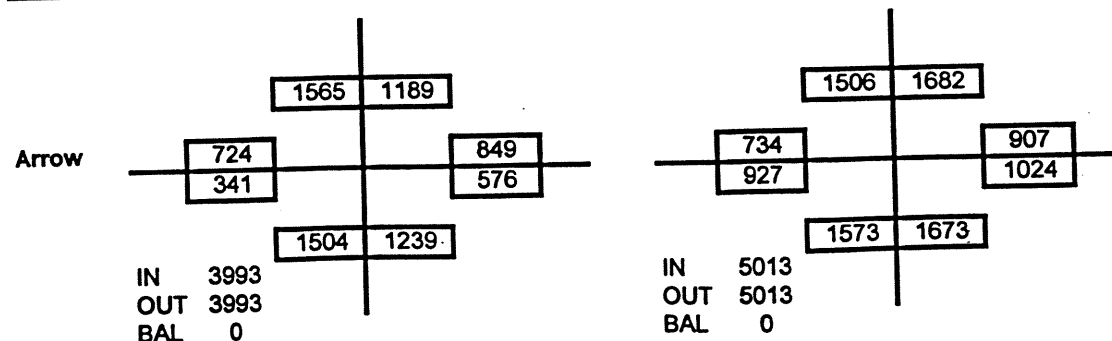 1565 1189 1506 1682
Arrow 724 849 734 907
341 576 927 1024
1504 1239 1573 1673
IN 3993 IN 5013
OUT 3993 OUT 5013
BAL 0 BAL 0